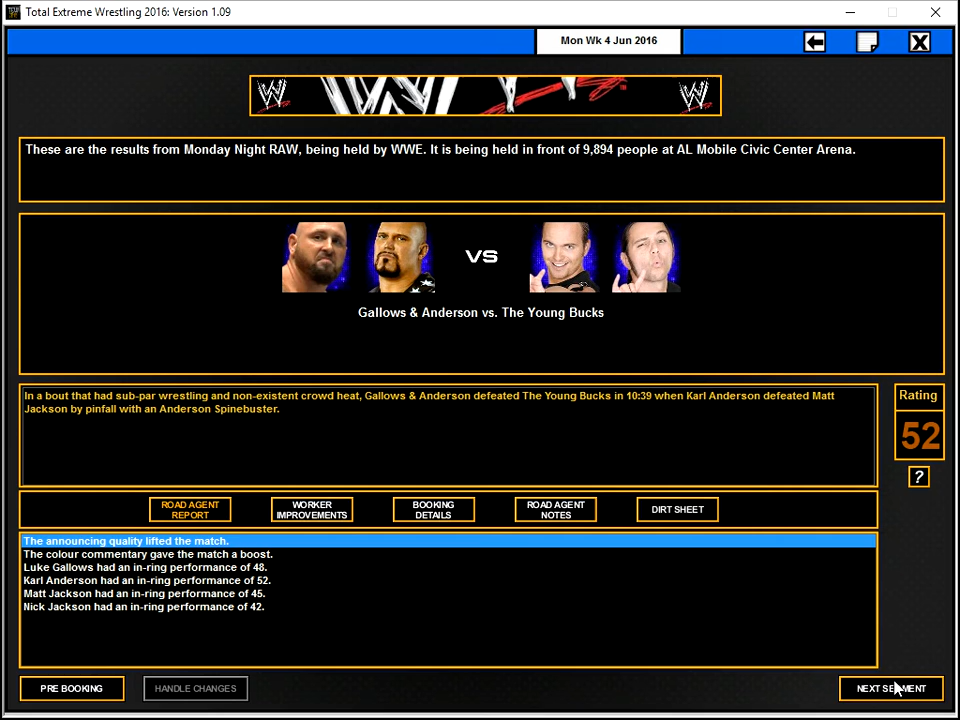 Total Extreme Wrestling 2016: Version 1.09
Mon Wk 4 Jun 2016
These are the results from Monday Night RAW, being held by WWE. It is being held in front of 9,894 people at AL Mobile Civic Center Arena.
VS
Gallows & Anderson vs. The Young Bucks
In a bout that had sub-par wrestling and non-existent crowd heat, Gallows & Anderson defeated The Young Bucks in 10:39 when Karl Anderson defeated Matt
Jackson by pinfall with an Anderson Spinebuster.
Rating
52
?
ROAD AGENT
REPORT
WORKER
IMPROVEMENTS
BOOKING
DETAILS
ROAD AGENT
NOTES
DIRT SHEET
The announcing quality lifted the match.
The colour commentary gave the match a boost.
Luke Gallows had an in-ring performance of 48.
Karl Anderson had an in-ring performance of 52.
Matt Jackson had an in-ring performance of 45.
Nick Jackson had an in-ring performance of 42.
PRE BOOKING
HANDLE CHANGES
NEXT SEGMENT